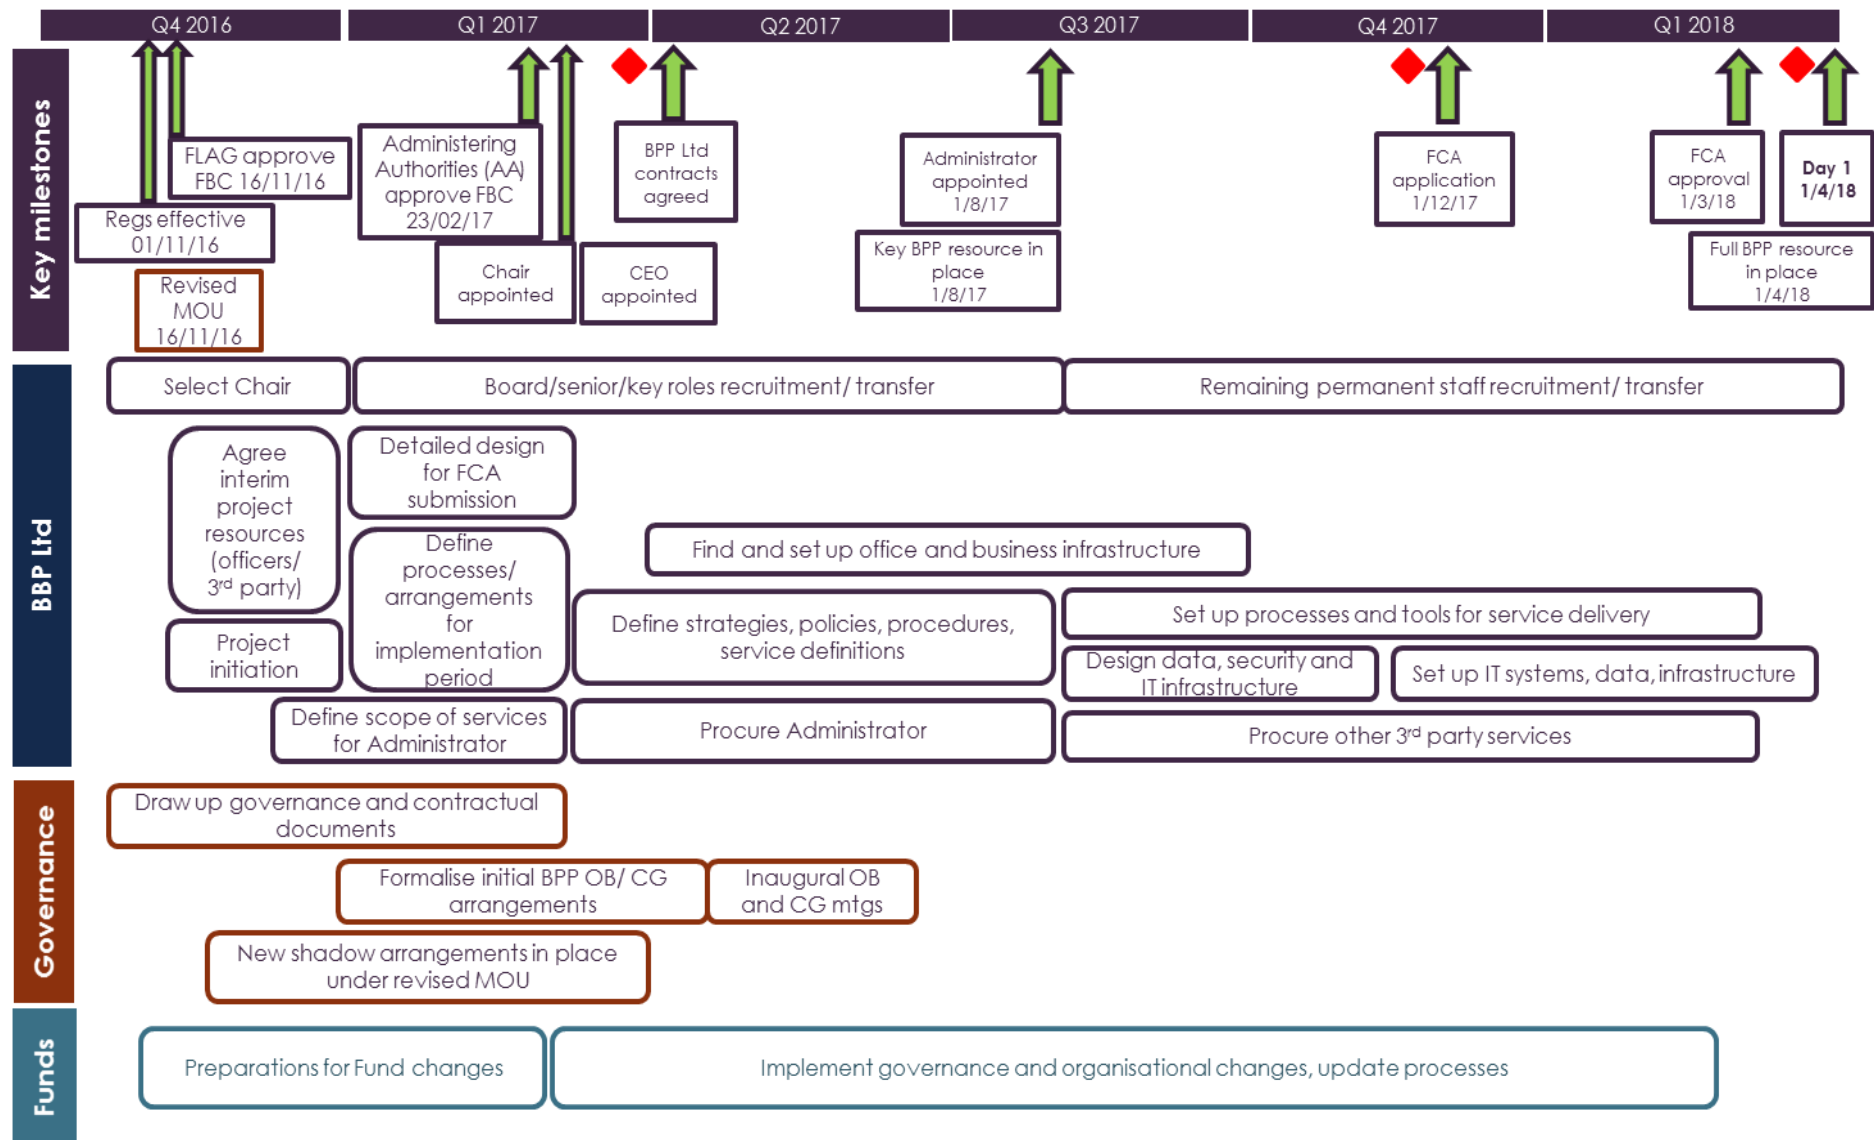 Q4 2016
Q1 2017
Q2 2017
Q3 2017
Q4 2017
Q1 2018
Key milestones
FLAG approve
FBC 16/11/16
Regs effective
01/11/16
Revised
MOU
16/11/16
Administering
Authorities (AA)
approve FBC
23/02/17
Chair
appointed
CEO
appointed
BPP Ltd
contracts
agreed
Administrator
appointed
1/8/17
Key BPP resource in
place
1/8/17
FCA
application
1/12/17
FCA
approval
1/3/18
Day 1
1/4/18
Full BPP resource
in place
1/4/18
BBP Ltd
Select Chair
Board/senior/key roles recruitment/ transfer
Remaining permanent staff recruitment/ transfer
Agree
interim
project
resources
(officers/
3rd party)
Detailed design
for FCA
submission
Define
processes/
arrangements
for
implementation
period
Find and set up office and business infrastructure
Project
initiation
Define strategies, policies, procedures,
service definitions
Set up processes and tools for service delivery
Design data, security and
IT infrastructure
Set up IT systems, data, infrastructure
Define scope of services
for Administrator
Procure Administrator
Procure other 3rd party services
Governance
Draw up governance and contractual
documents
Formalise initial BPP OB/ CG
arrangements
Inaugural OB
and CG mtgs
New shadow arrangements in place
under revised MOU
Funds
Preparations for Fund changes
Implement governance and organisational changes, update processes